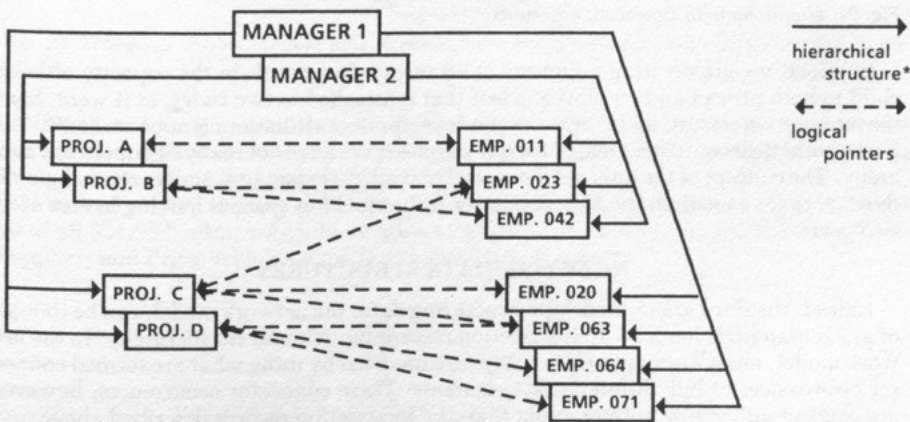 MANAGER 1
MANAGER 2
hierarchical
structure*
logical
pointers
PROJ. A
EMP. 011
PROJ. B
EMP. 023
EMP. 042
PROJ. C
EMP. 020
PROJ. D
EMP. 063
EMP. 064
EMP. 071